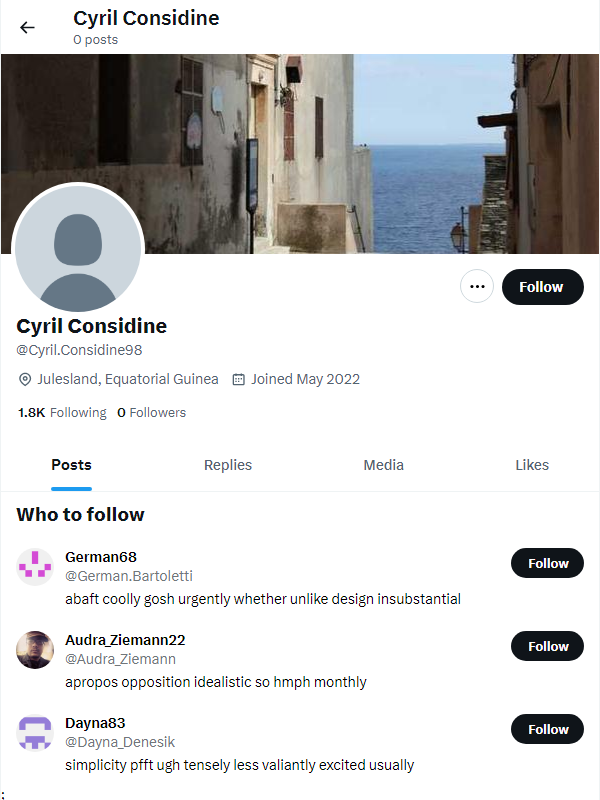 Cyril Considine
0 posts
Follow
Cyril Considine
@Cyril.Considine98
Julesland, Equatorial Guinea Joined May 2022
1.8K Following 0 Followers
Posts Replies Media Likes
Who to follow
German68
@German.Bartoletti
Follow
abaft coolly gosh urgently whether unlike design insubstantial
Audra_Ziemann22
@Audra_Ziemann
Follow
apropos opposition idealistic so hmph monthly
Dayna83
@Dayna_Denesik
Follow
simplicity pfft ugh tensely less valiantly excited usually
;